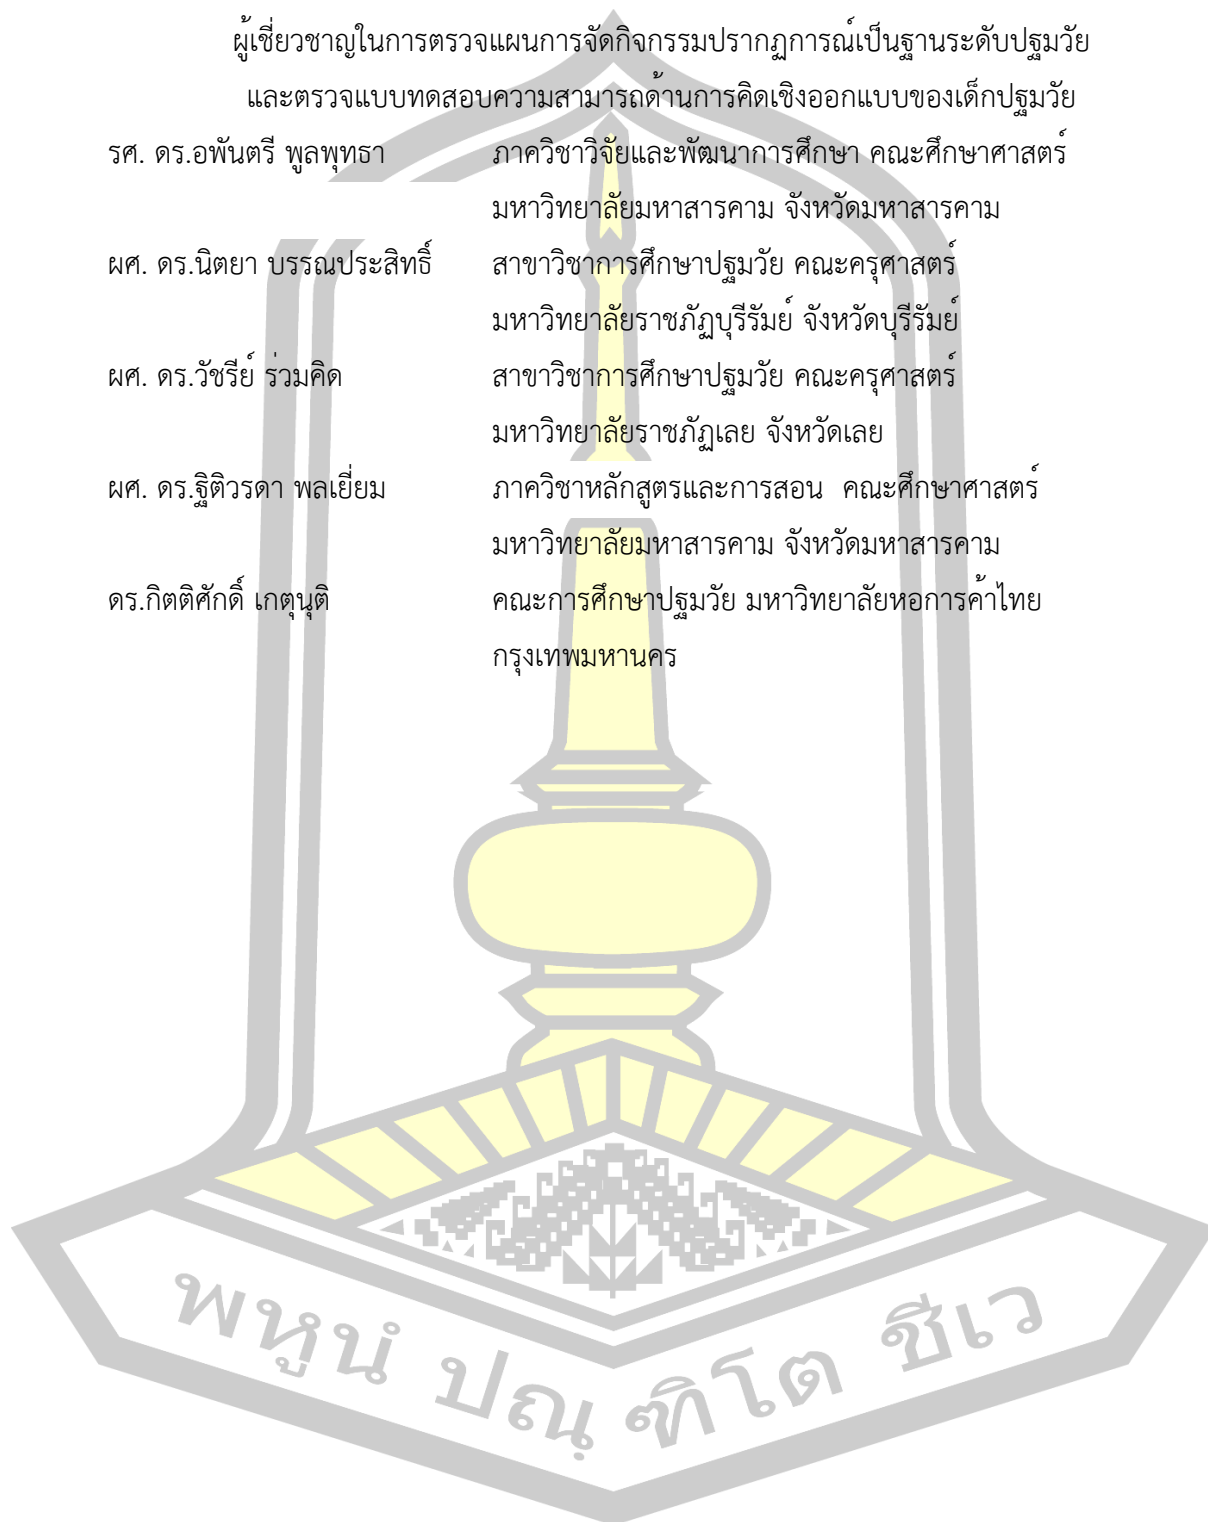 ผู้เชี่ยวชาญในการตรวจแผนการจัดกิจกรรมปรากฏการณ์เป็นฐานระดับปฐมวัย
และตรวจแบบทดสอบความสามารถด้านการคิดเชิงออกแบบของเด็กปฐมวัย
รศ. ดร.อพันตรี พูลพุทธา ภาควิชาวิจัยและพัฒนาการศึกษา คณะศึกษาศาสตร์
มหาวิทยาลัยมหาสารคาม จังหวัดมหาสารคาม
ผศ. ดร.นิตยา บรรณประสิทธิ์ สาขาวิชาการศึกษาปฐมวัย คณะครุศาสตร์
มหาวิทยาลัยราชภัฏบุรีรัมย์ จังหวัดบุรีรัมย์
ผศ. ดร.วัชรีย์ ร่วมคิด สาขาวิชาการศึกษาปฐมวัย คณะครุศาสตร์
มหาวิทยาลัยราชภัฏเลย จังหวัดเลย
ผศ. ดร.ฐิติวรดา พลเยี่ยม ภาควิชาหลักสูตรและการสอน คณะศึกษาศาสตร์
มหาวิทยาลัยมหาสารคาม จังหวัดมหาสารคาม
ดร.กิตติศักดิ์ เกตุนุติ คณะการศึกษาปฐมวัย มหาวิทยาลัยหอการค้าไทย
กรุงเทพมหานคร
พหูนํ ปณฺฑิโต ชีเว